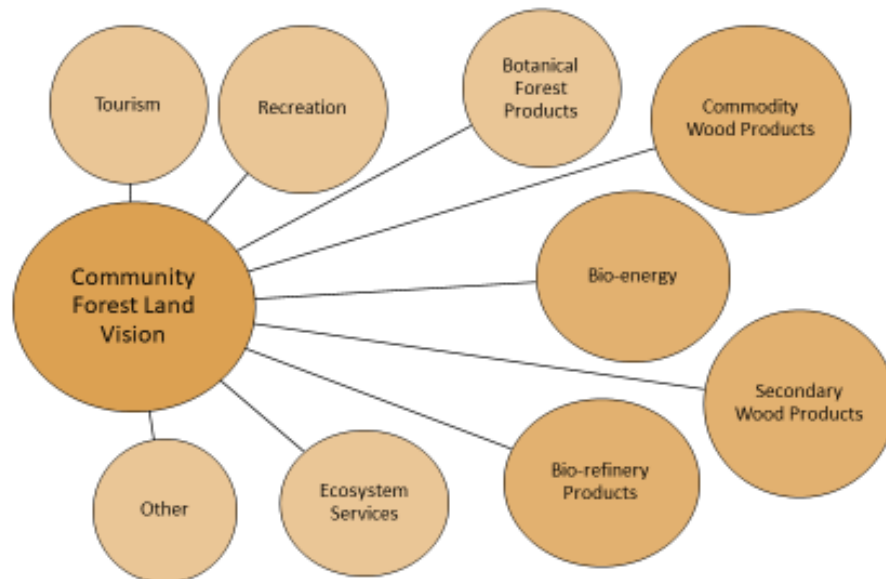 Tourism
Recreation
Botanical
Forest
Products
Commodity
Wood Products
Community
Forest Land
Vision
Bio-energy
Secondary
Wood Products
Bio-refinery
Products
Ecosystem
Services
Other